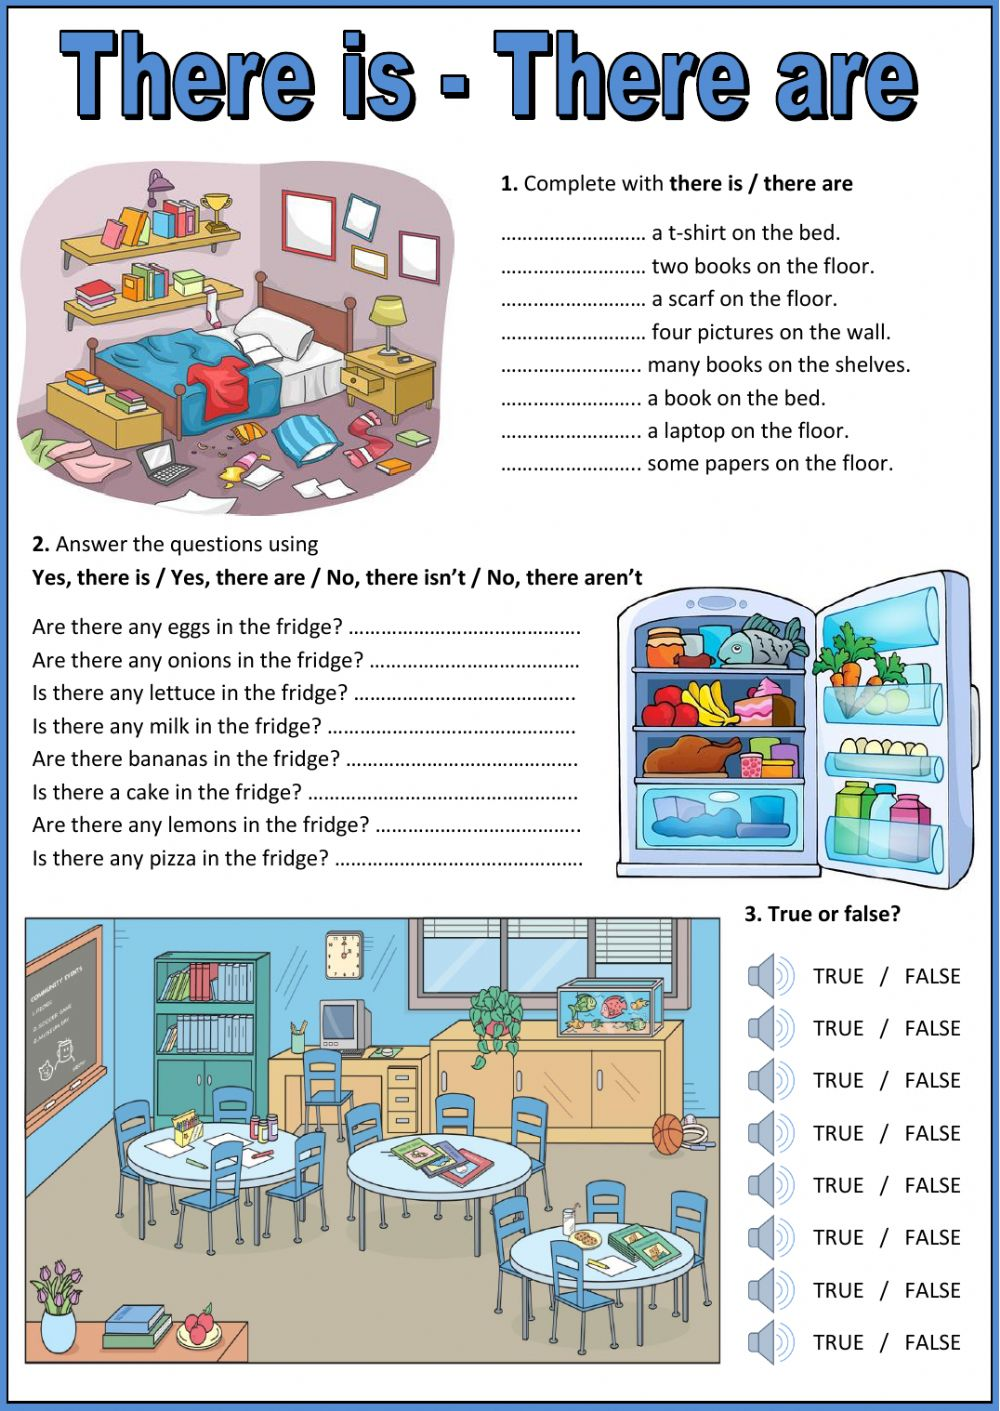 There is - There are
1. Complete with there is / there are
............................ a t-shirt on the bed.
............................ two books on the floor.
............................ a scarf on the floor.
............................ four pictures on the wall.
........................... many books on the shelves.
........................... a book on the bed.
........................... a laptop on the floor.
........................... some papers on the floor.
2. Answer the questions using
Yes, there is / Yes, there are / No, there isn't / No, there aren't
Are there any eggs in the fridge? ............................................
Are there any onions in the fridge? ........................................
Is there any lettuce in the fridge? ..........................................
Is there any milk in the fridge? ...............................................
Are there bananas in the fridge? ............................................
Is there a cake in the fridge? ...................................................
Are there any lemons in the fridge? .......................................
Is there any pizza in the fridge? ...............................................
3. True or false?
TRUE / FALSE
TRUE / FALSE
TRUE / FALSE
TRUE / FALSE
TRUE / FALSE
TRUE / FALSE
TRUE / FALSE
TRUE / FALSE
COMMUNITY EVENTS